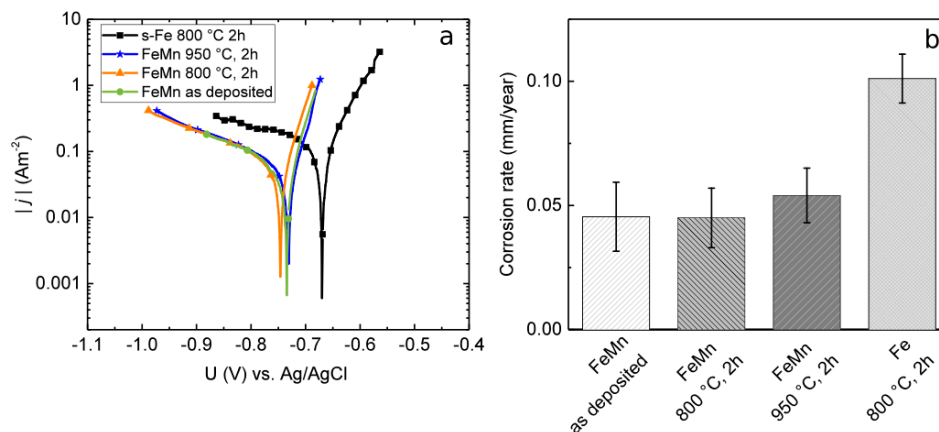 a
s-Fe 800 °C 2h
FeMn 950 °C, 2h
FeMn 800 °C, 2h
FeMn as deposited
10
1
0.1
0.01
0.001
| j | (Am-2)
-1.1 -1.0 -0.9 -0.8 -0.7 -0.6 -0.5 -0.4
U (V) vs. Ag/AgCl
b
0.10
0.05
0.00
Corrosion rate (mm/year)
FeMn
as deposited
FeMn
800 °C, 2h
FeMn
950 °C, 2h
Fe
800 °C, 2h